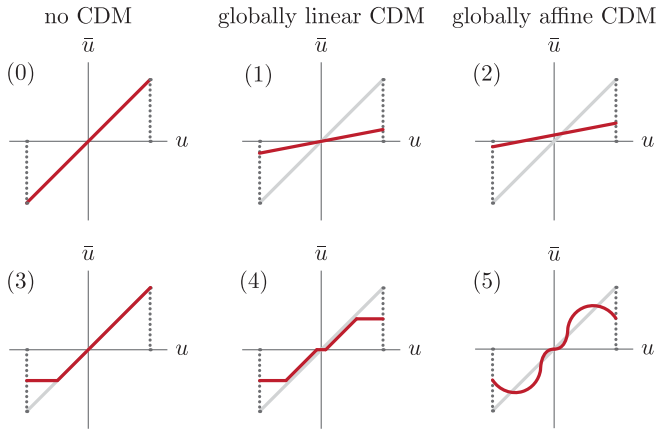 no CDM globally linear CDM globally affine CDM
ū ū ū
(0) (1) (2)
u u u
ū ū ū
(3) (4) (5)
u u u